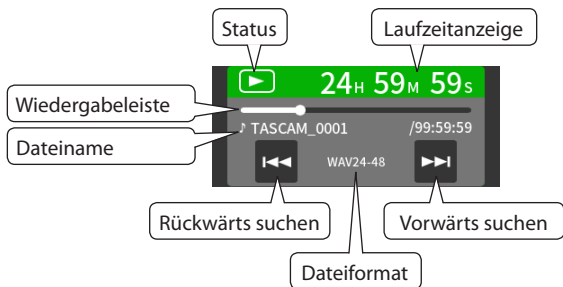 Status
Laufzeitanzeige
24H 59M 59S
Wiedergabeleiste
♪ TASCAM_0001 /99:59:59
Dateiname
WAV24-48
Rückwärts suchen
Vorwärts suchen
Dateiformat